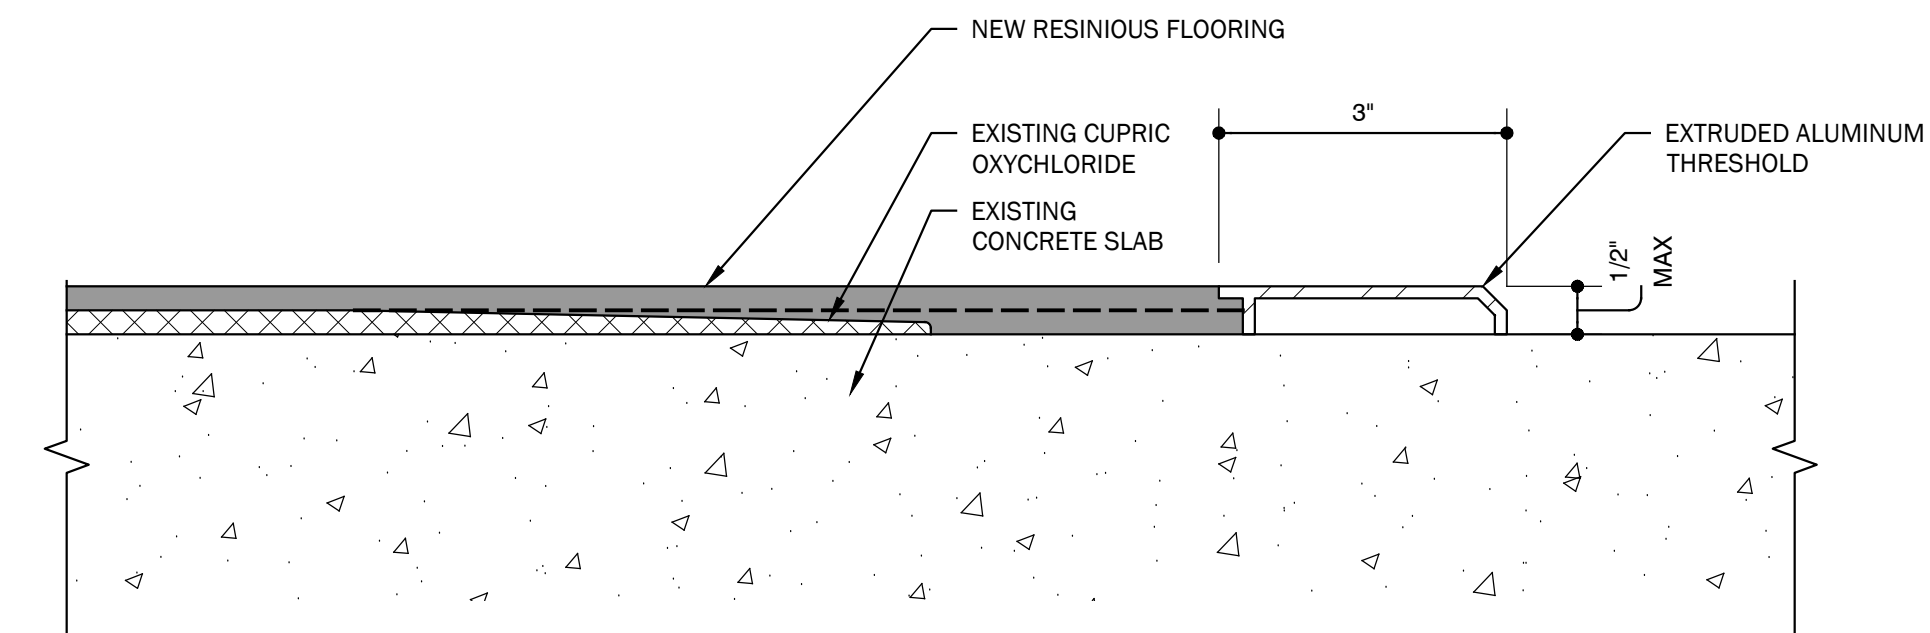 NEW RESINIOUS FLOORING
EXISTING CUPRIC
OXYCHLORIDE
EXISTING
CONCRETE SLAB
3"
EXTRUDED ALUMINUM
THRESHOLD
1/2"
MAX